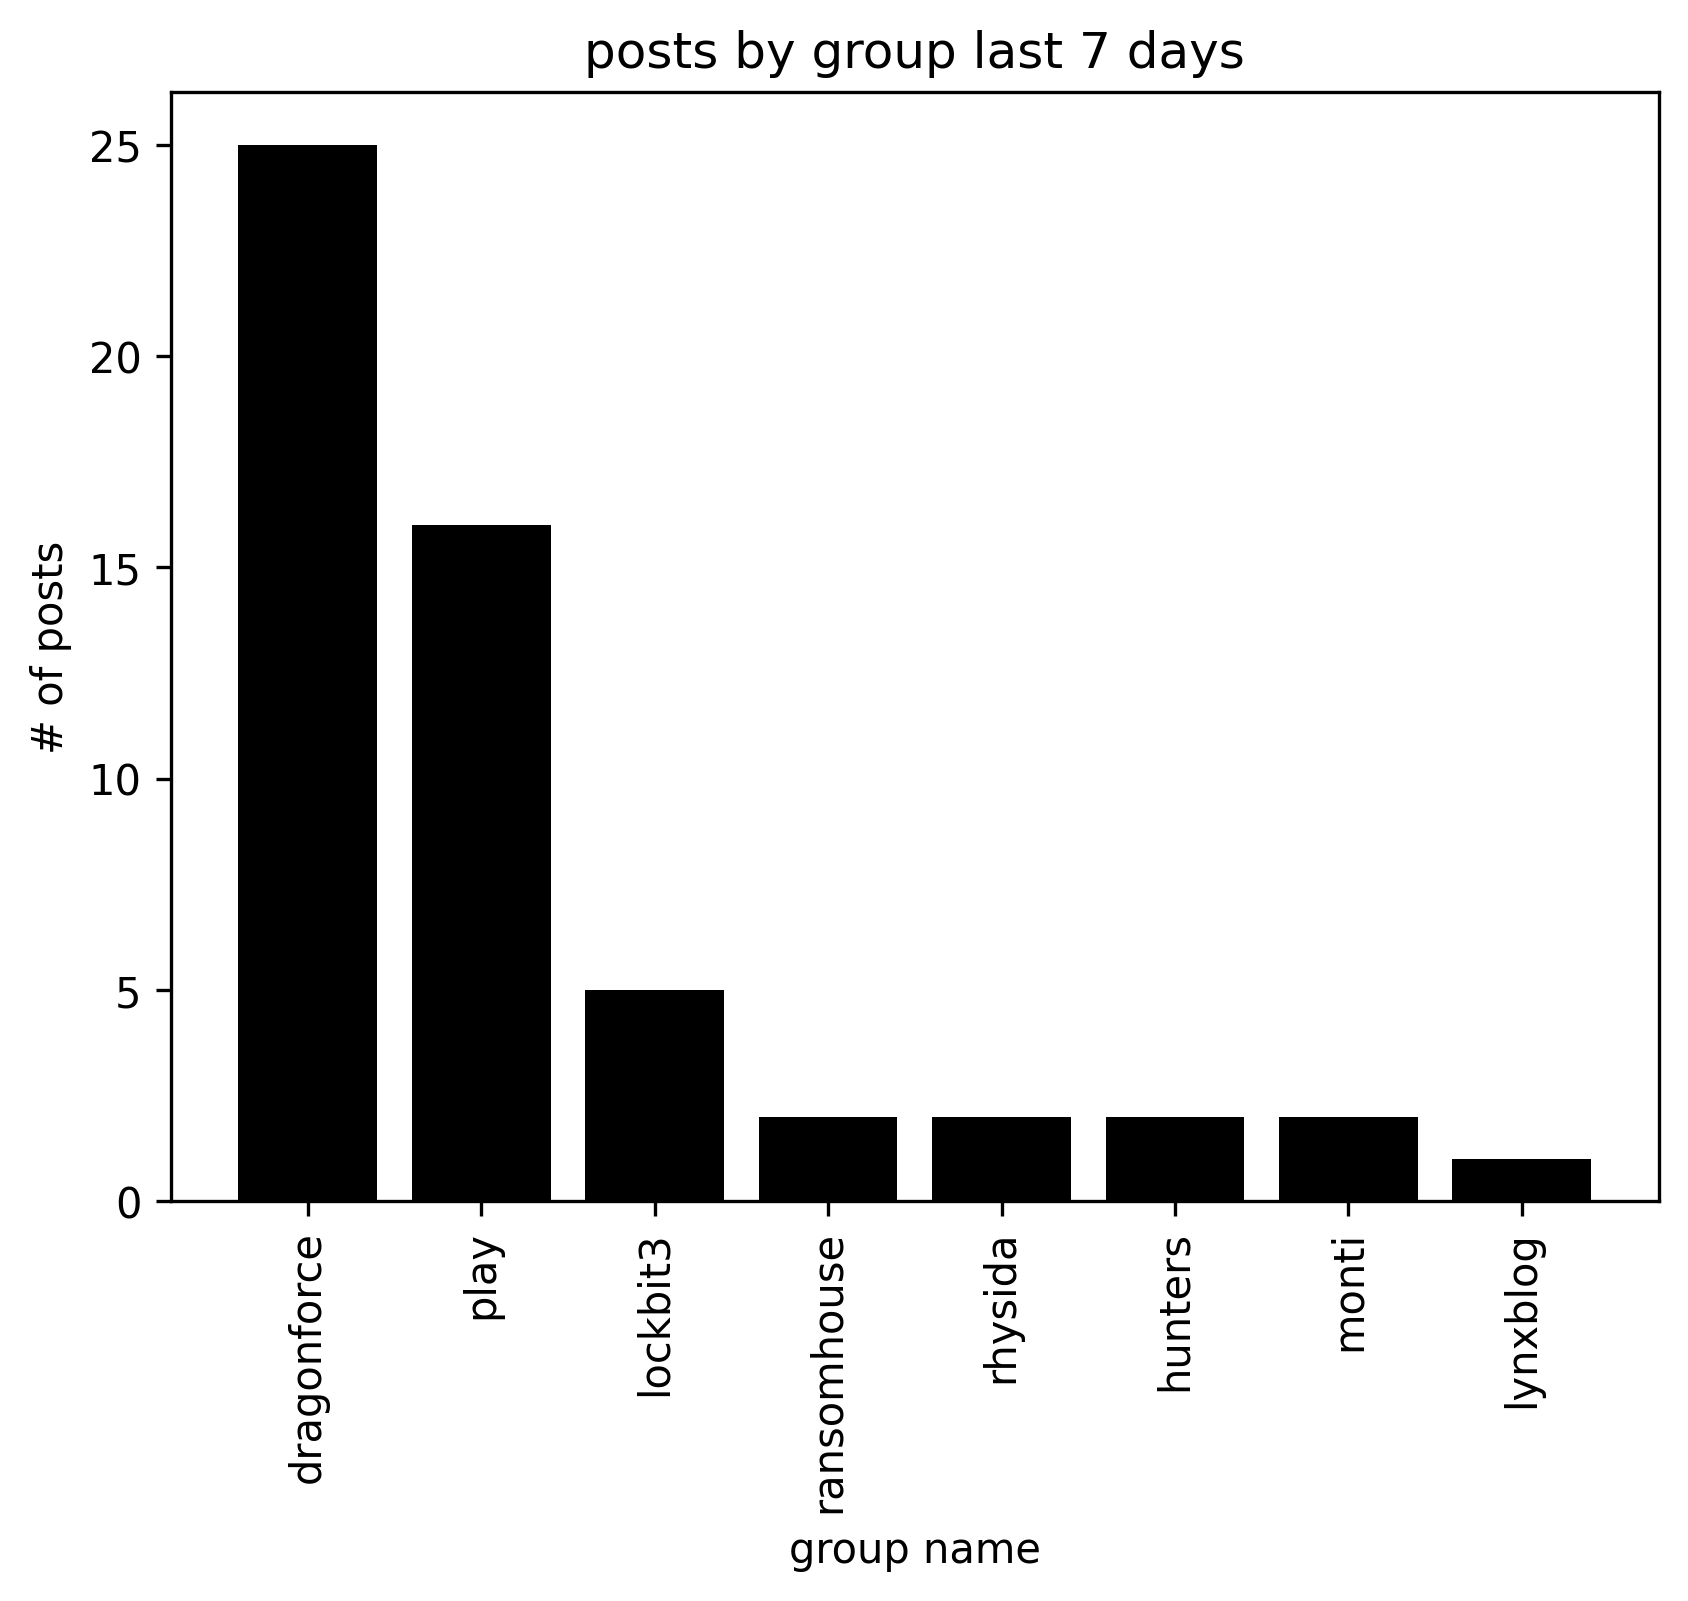 posts by group last 7 days
# of posts
25
20
15
10
5
0
dragonforce
play
lockbit3
ransomhouse
rhysida
hunters
monti
lynxblog
group name